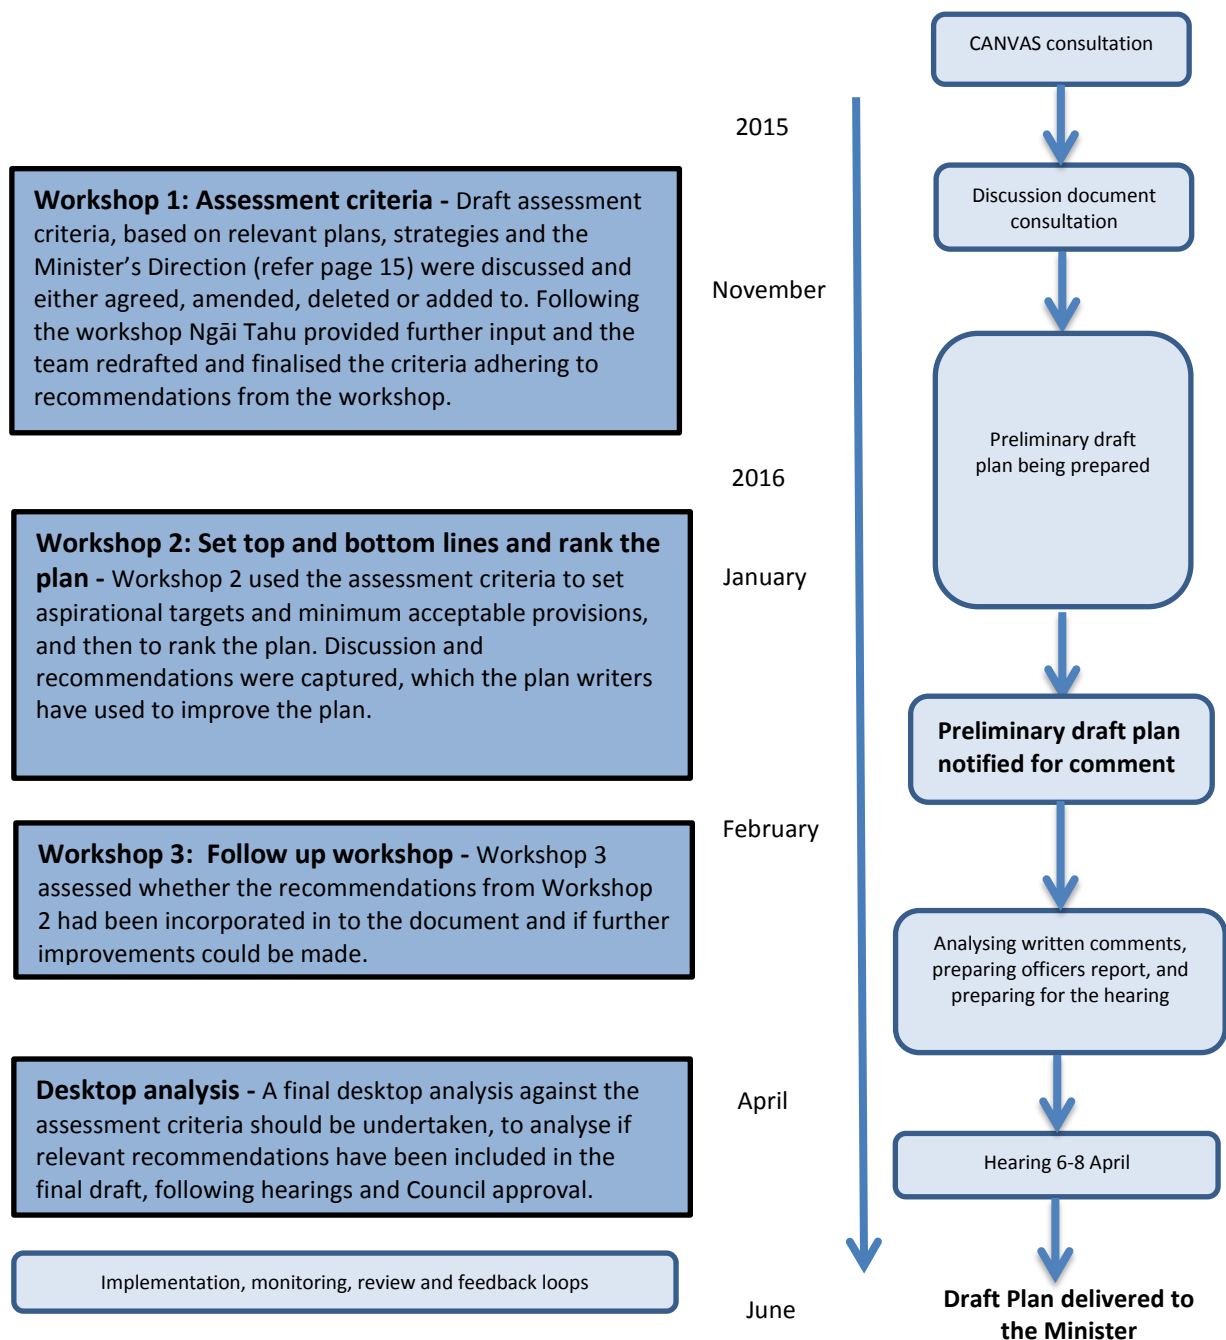 CANVAS consultation
2015
Discussion document
consultation
Workshop 1: Assessment criteria - Draft assessment
criteria, based on relevant plans, strategies and the
Minister's Direction (refer page 15) were discussed and
either agreed, amended, deleted or added to. Following
the workshop Ngāi Tahu provided further input and the
team redrafted and finalised the criteria adhering to
recommendations from the workshop.
November
Preliminary draft
plan being prepared
2016
Workshop 2: Set top and bottom lines and rank the
plan - Workshop 2 used the assessment criteria to set
aspirational targets and minimum acceptable provisions,
and then to rank the plan. Discussion and
recommendations were captured, which the plan writers
have used to improve the plan.
January
Preliminary draft plan
notified for comment
February
Workshop 3:  Follow up workshop - Workshop 3
assessed whether the recommendations from Workshop
2 had been incorporated in to the document and if further
improvements could be made.
Analysing written comments,
preparing officers report, and
preparing for the hearing
Desktop analysis - A final desktop analysis against the
assessment criteria should be undertaken, to analyse if
relevant recommendations have been included in the
final draft, following hearings and Council approval.
April
Hearing 6-8 April
Implementation, monitoring, review and feedback loops
June
Draft Plan delivered to
the Minister